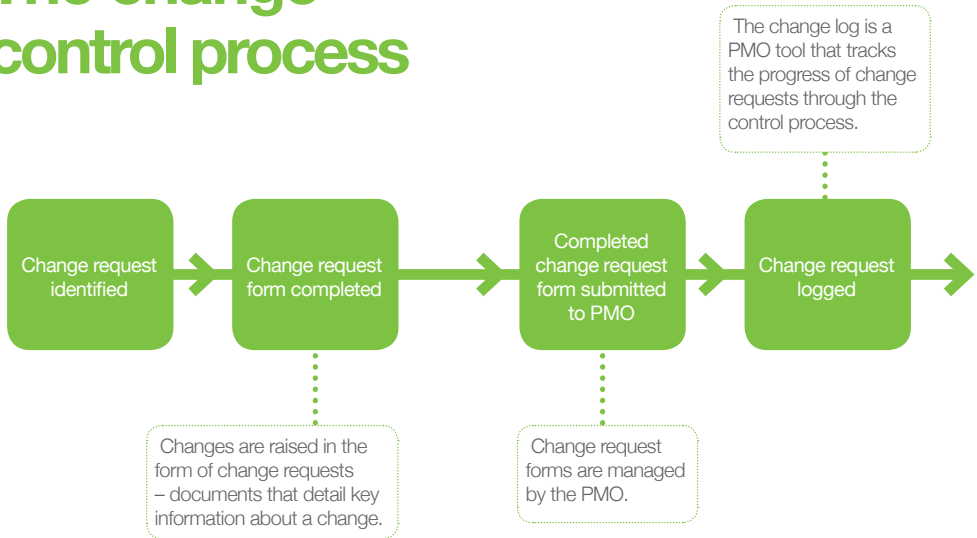 The change
control process
The change log is a
PMO tool that tracks
the progress of change
requests through the
control process.
Change request
identified
Change request
form completed
Completed
change request
form submitted
to PMO
Change request
logged
Changes are raised in the
form of change requests
– documents that detail key
information about a change.
Change request
forms are managed
by the PMO.